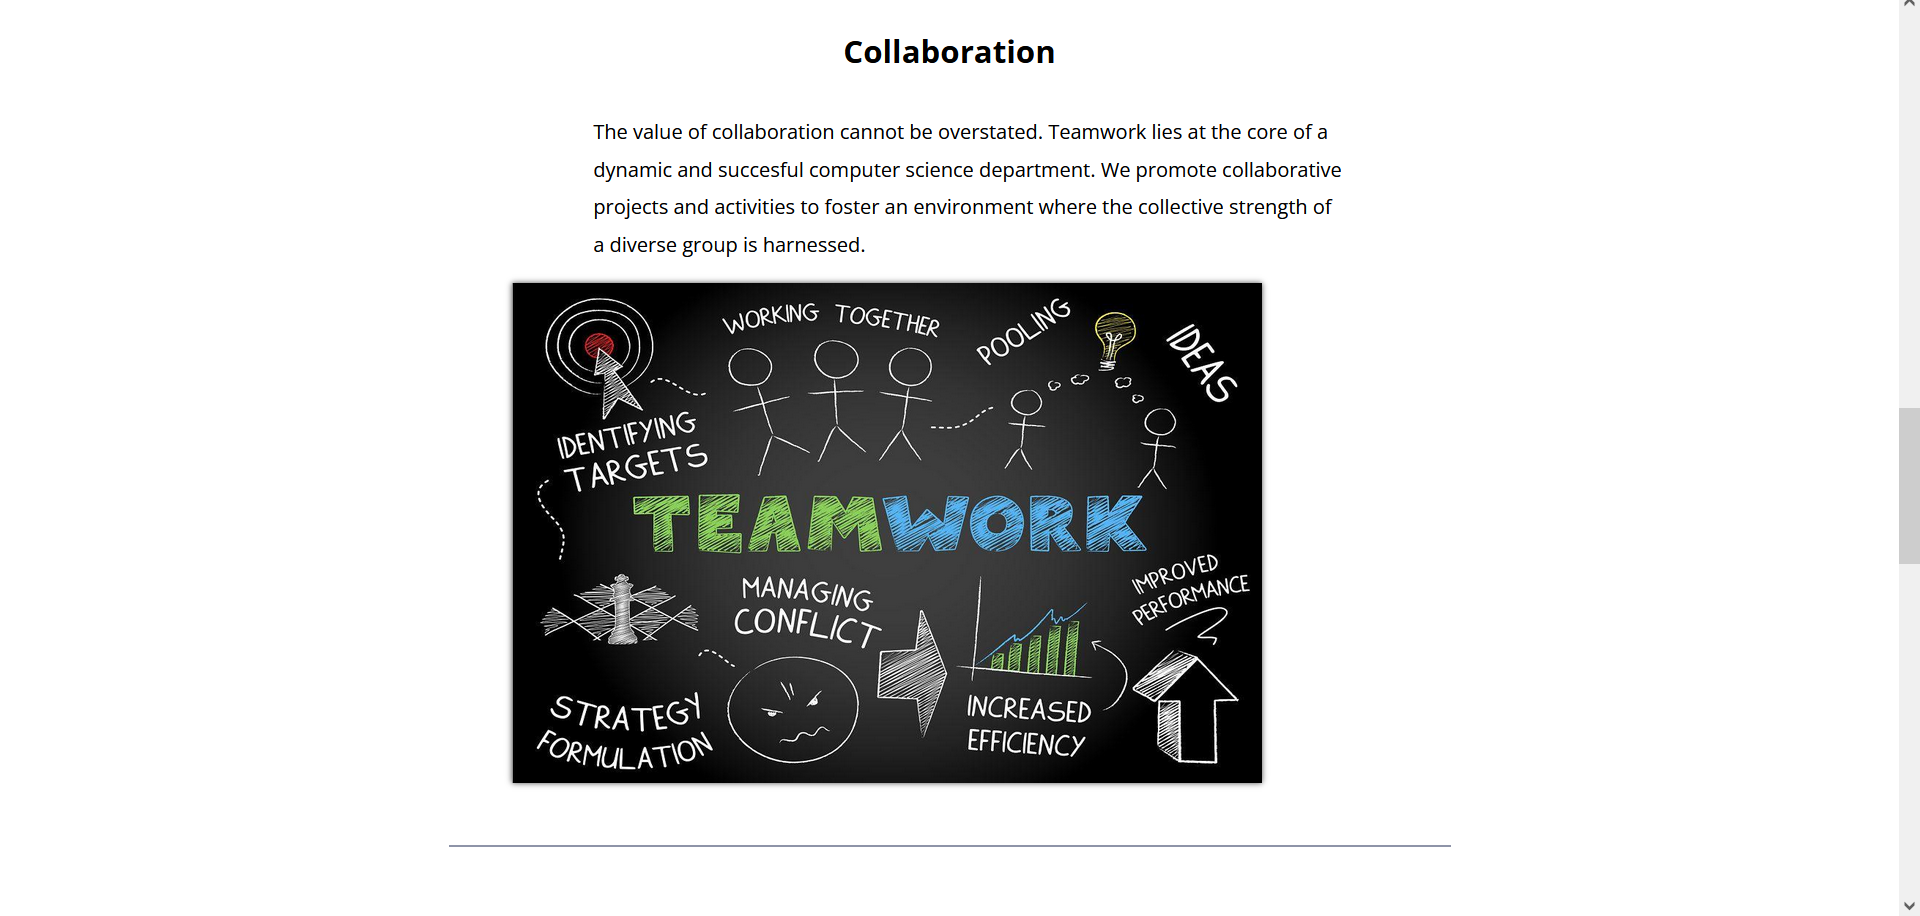 Collaboration
The value of collaboration cannot be overstated. Teamwork lies at the core of a
dynamic and succesful computer science department. We promote collaborative
projects and activities to foster an environment where the collective strength of
a diverse group is harnessed.
WORKING TOGETHER
POOLING
IDEAS
IDENTIFYING
TARGETS
TEAMWORK
MANAGING
CONFLICT
IMPROVED
PERFORMANCE
STRATEGY
FORMULATION
INCREASED
EFFICIENCY